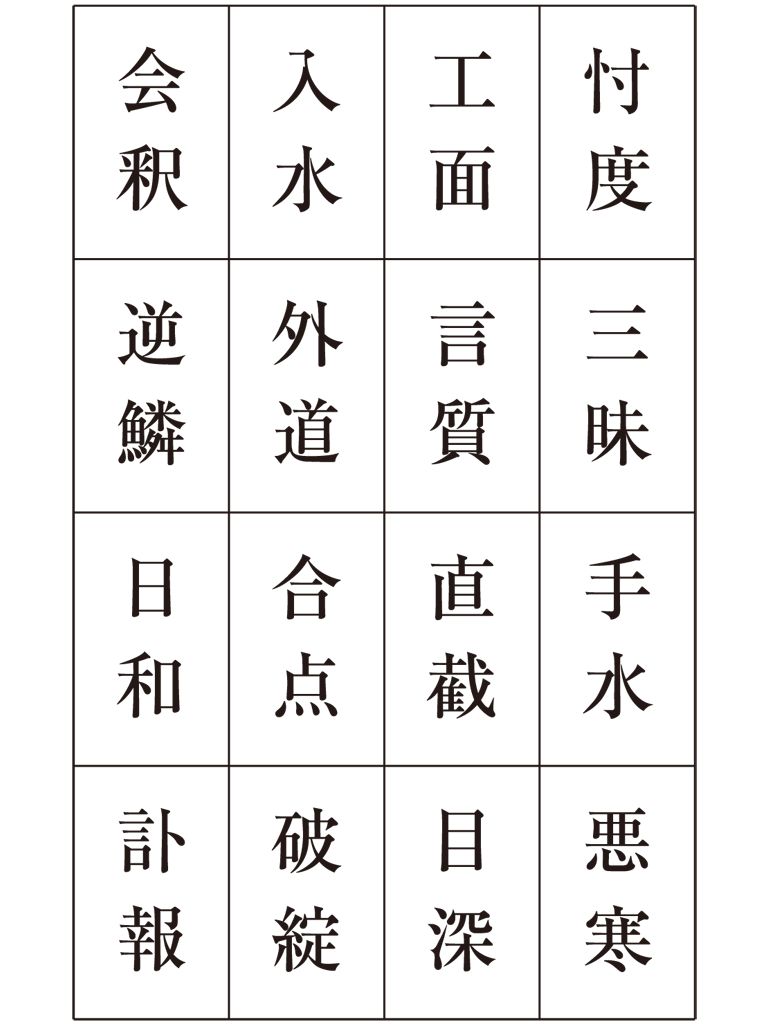 忖度
工面
入水
会釈
三昧
言質
外道
逆鱗
手水
直截
合点
日和
悪寒
目深
破綻
訃報